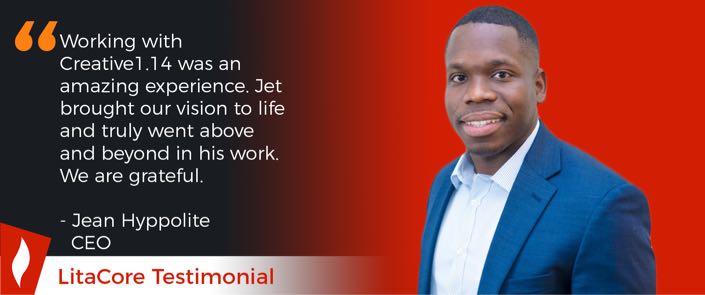 Working with
Creative1.14 was an
amazing experience. Jet
brought our vision to life
and truly went above
and beyond in his work.
We are grateful.
- Jean Hyppolite
CEO
LitaCore Testimonial